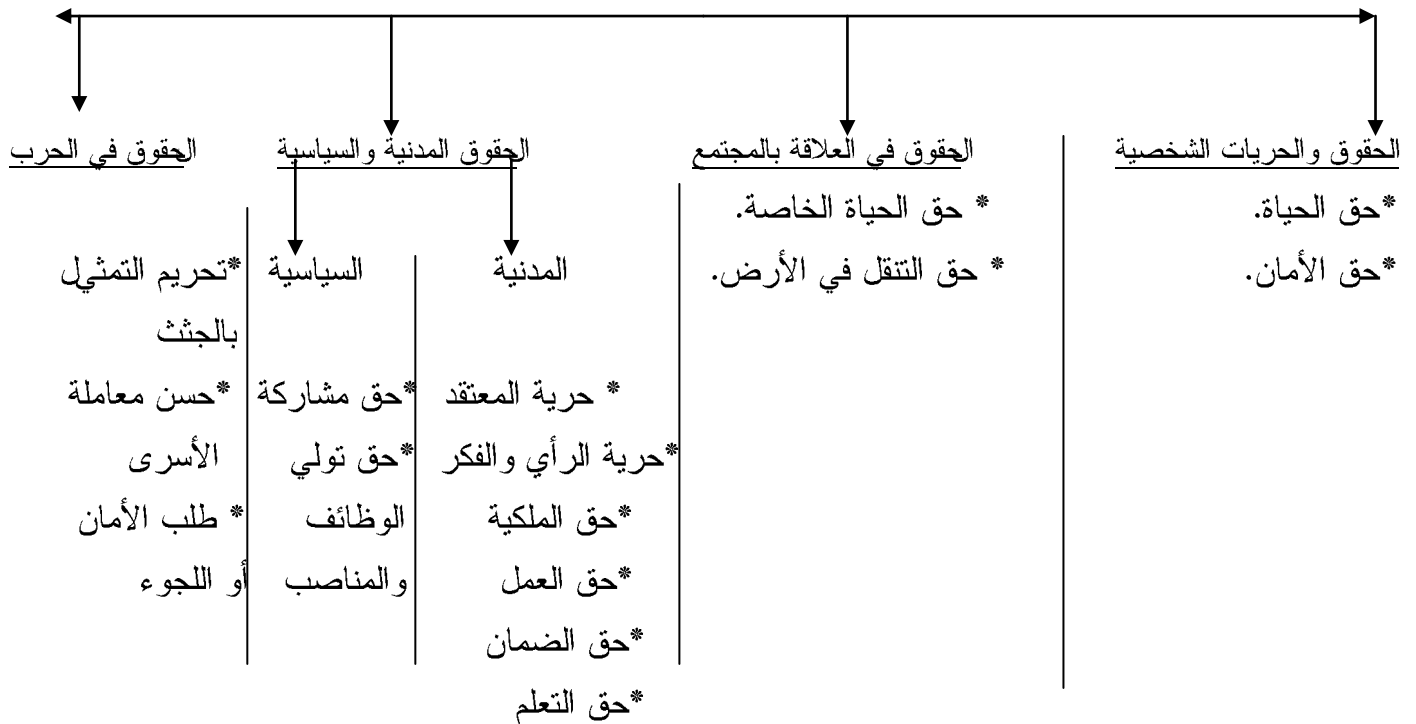 الحقوق والحريات الشخصية
*حق الحياة.
*حق الأمان.
الحقوق في العلاقة بالمجتمع
* حق الحياة الخاصة.
* حق التنقل في الأرض.
الحقوق المدنية والسياسية
المدنية
* حرية المعتقد
*حرية الرأي والفكر
*حق الملكية
*حق العمل
*حق الضمان
*حق التعلم
السياسية
*حق مشاركة
*حق تولي
الوظائف
والمناصب
الحقوق في الحرب
*تحريم التمثيل
بالجثث
*حسن معاملة
الأسرى
* طلب الأمان
أو اللجوء